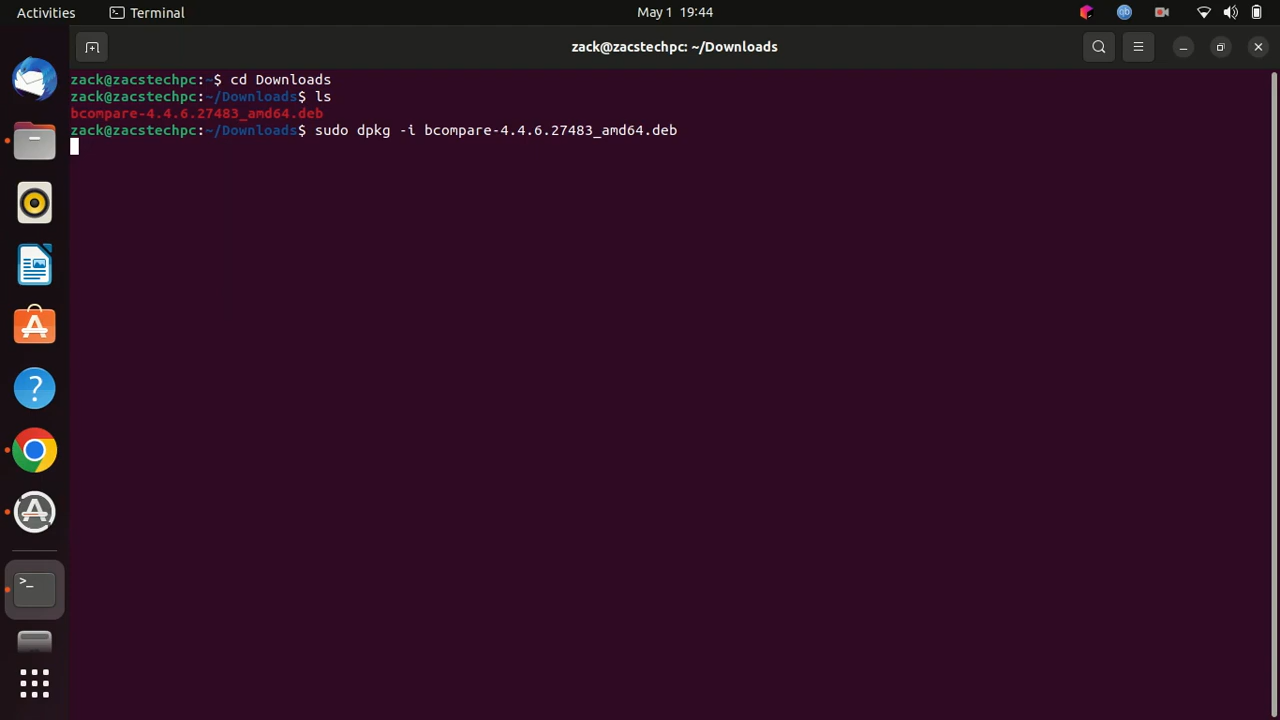 Activities Terminal May 1 19:44
zack@zacstechpc: ~/Downloads
zack@zacstechpc:~$ cd Downloads
zack@zacstechpc:~/Downloads$ ls
bcompare-4.4.6.27483_amd64.deb
zack@zacstechpc:~/Downloads$ sudo dpkg -i bcompare-4.4.6.27483_amd64.deb